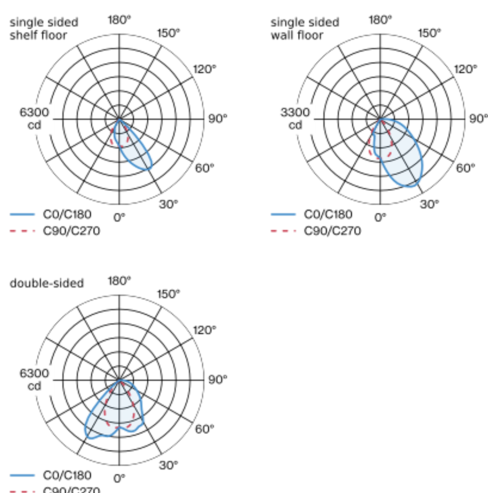 single sided
shelf floor
180°
150°
120°
6300
cd
90°
60°
30°
0°
C0/C180
C90/C270
single sided
wall floor
180°
150°
120°
3300
cd
90°
60°
30°
0°
C0/C180
C90/C270
double-sided
180°
150°
120°
6300
cd
90°
60°
30°
0°
C0/C180
C90/C270